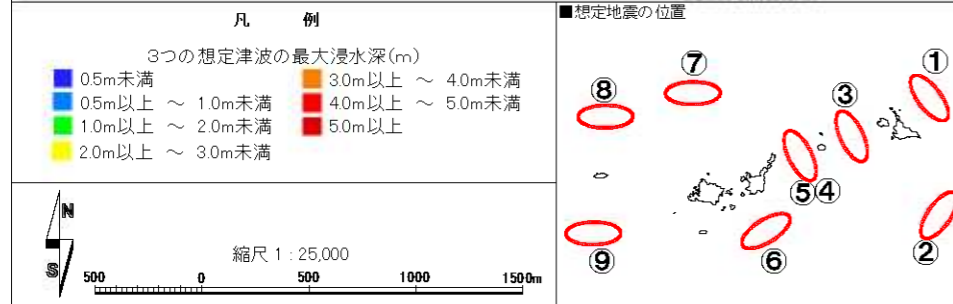 凡 例
3つの想定津波の最大浸水深(m)
0.5m未満
0.5m以上 ～ 1.0m未満
1.0m以上 ～ 2.0m未満
2.0m以上 ～ 3.0m未満
3.0m以上 ～ 4.0m未満
4.0m以上 ～ 5.0m未満
5.0m以上
N
S
縮尺 1：25,000
500 0 500 1000 1500m
■想定地震の位置
①
⑦
⑧
③
⑤④
②
⑨
⑥